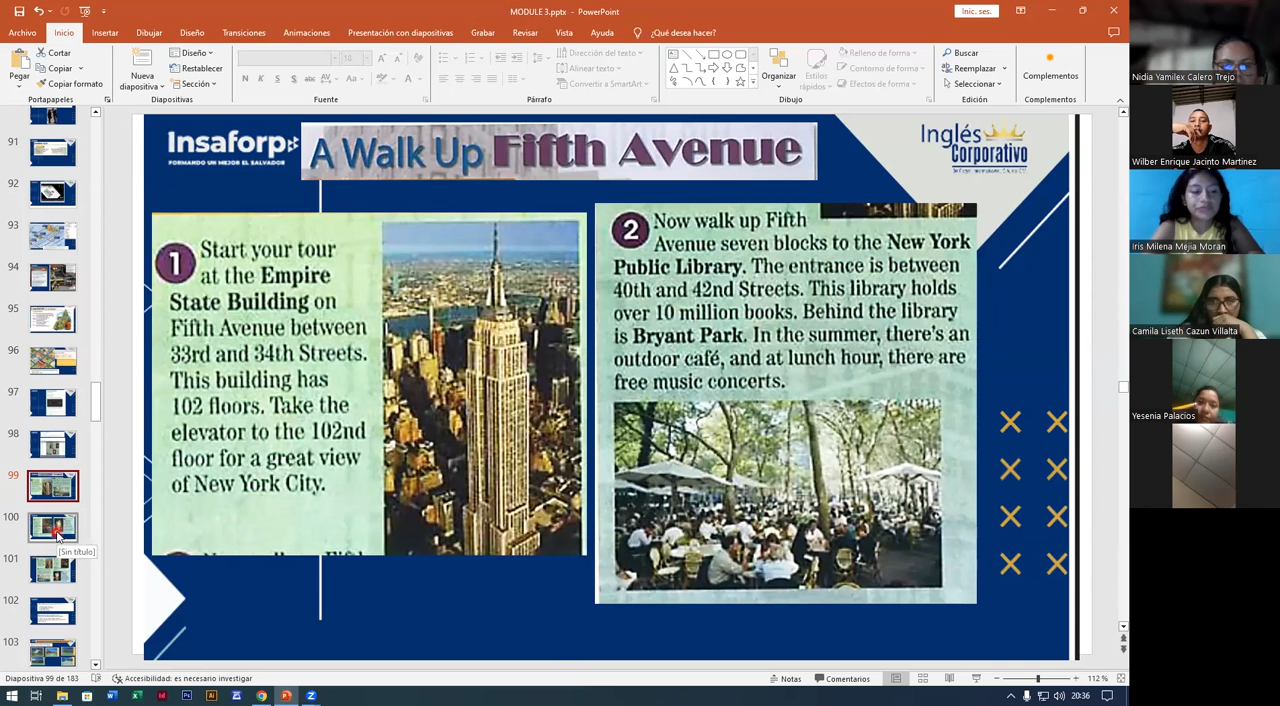 MODULE 3.pptx - PowerPoint
Inic. ses.
Archivo Inicio Insertar Dibujar Diseño Transiciones Animaciones Presentación con diapositivas Grabar Revisar Vista Ayuda ¿Qué desea hacer?
Pegar
Cortar
Copiar
Copiar formato
Portapapeles
Nueva diapositiva
Diseño
Restablecer
Sección
Diapositivas
18
N K S S abc AV Aa A
Fuente
Párrafo
Dirección del texto
Alinear texto
Convertir a SmartArt
Organizar
Estilos rápidos
Relleno de forma
Contorno de forma
Efectos de forma
Dibujo
Buscar
Reemplazar
Seleccionar
Edición
Complementos
Complementos
91
92
93
94
95
96
97
98
99
100
[Sin título]
101
102
103
Insaforp
FORMANDO UN MEJOR EL SALVADOR
A Walk Up Fifth Avenue
Inglés
Corporativo
1 Start your tour
at the Empire
State Building on
Fifth Avenue between
33rd and 34th Streets.
This building has
102 floors. Take the
elevator to the 102nd
floor for a great view
of New York City.
2 Now walk up Fifth
Avenue seven blocks to the New York
Public Library. The entrance is between
40th and 42nd Streets. This library holds
over 10 million books. Behind the library
is Bryant Park. In the summer, there's an
outdoor café, and at lunch hour, there are
free music concerts.
Nidia Yamilex Calero Trejo
Wilber Enrique Jacinto Martinez
Iris Milena Mejia Moran
Camila Liseth Cazun Villalta
Yesenia Palacios
Diapositiva 99 de 183
Accesibilidad: es necesario investigar
Notas
Comentarios
112 %
20:36